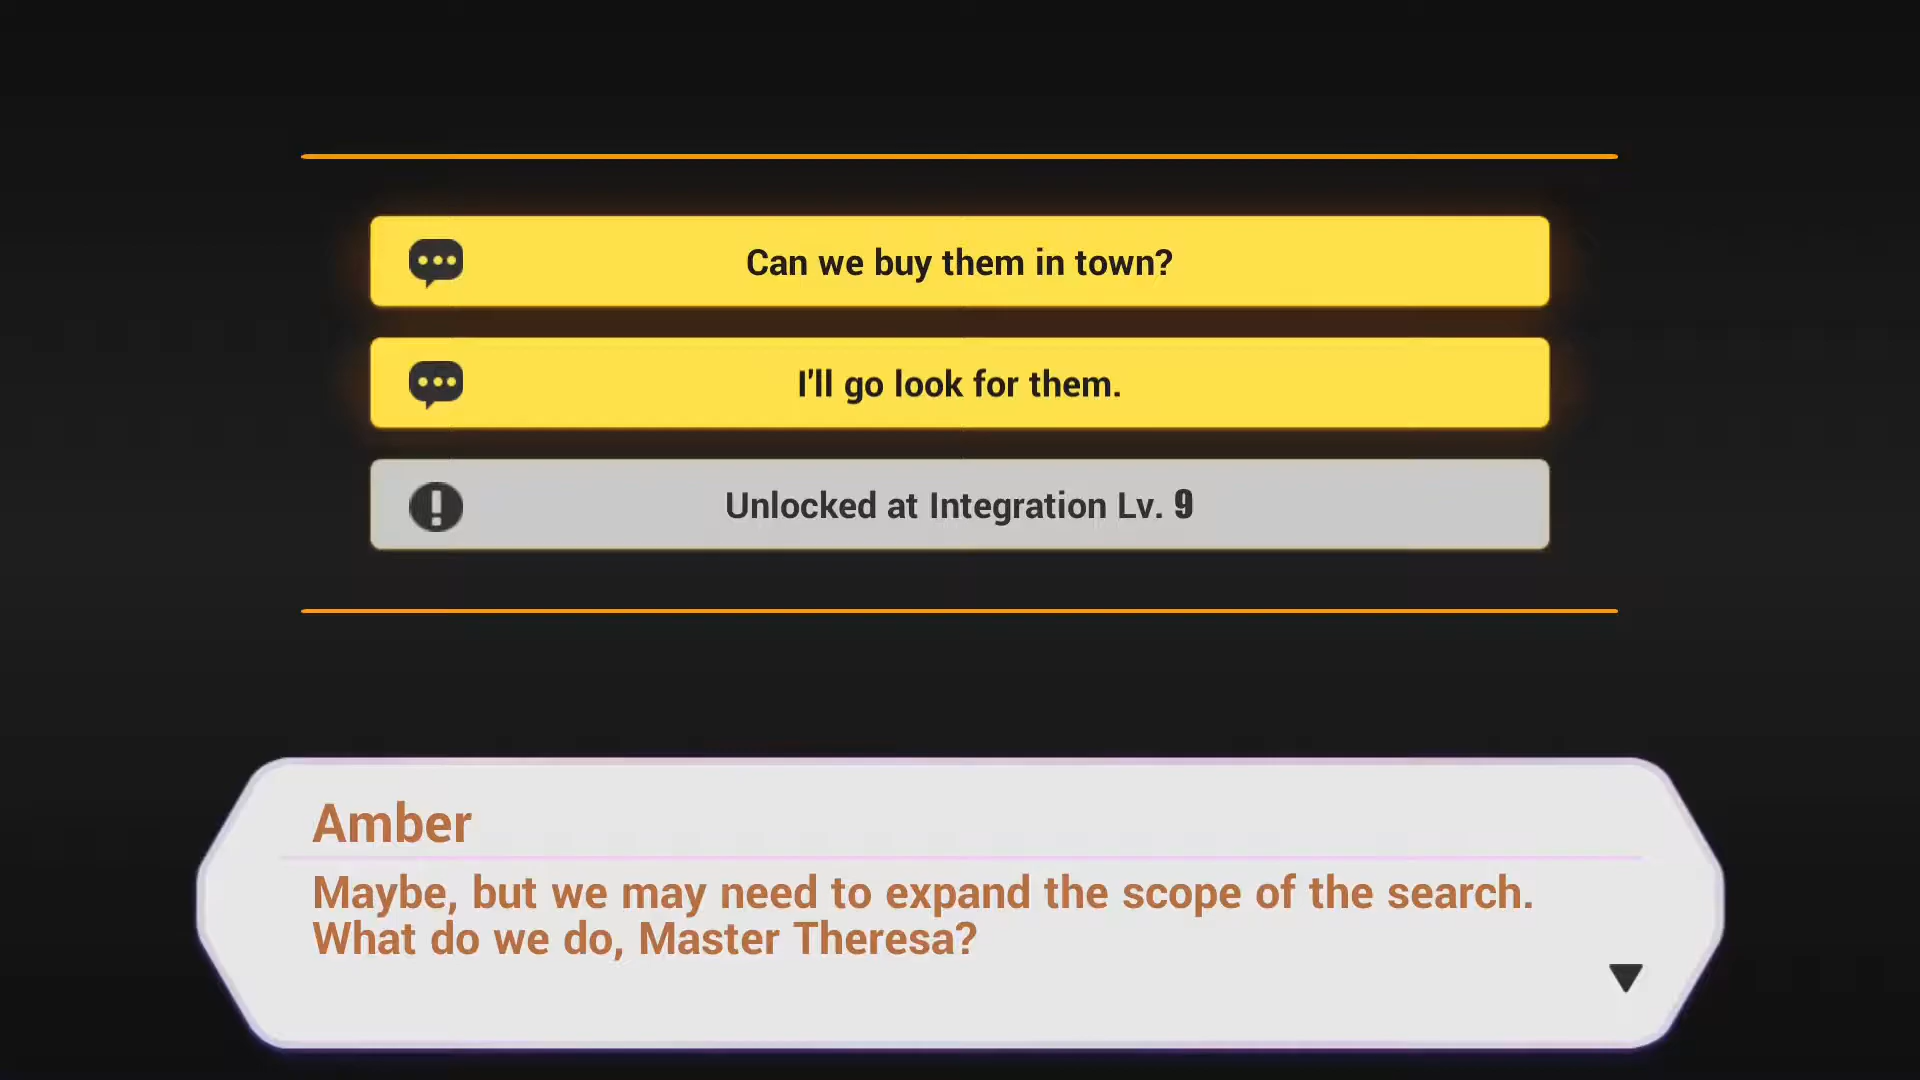 Can we buy them in town?
I'll go look for them.
Unlocked at Integration Lv. 9
Amber
Maybe, but we may need to expand the scope of the search.
What do we do, Master Theresa?